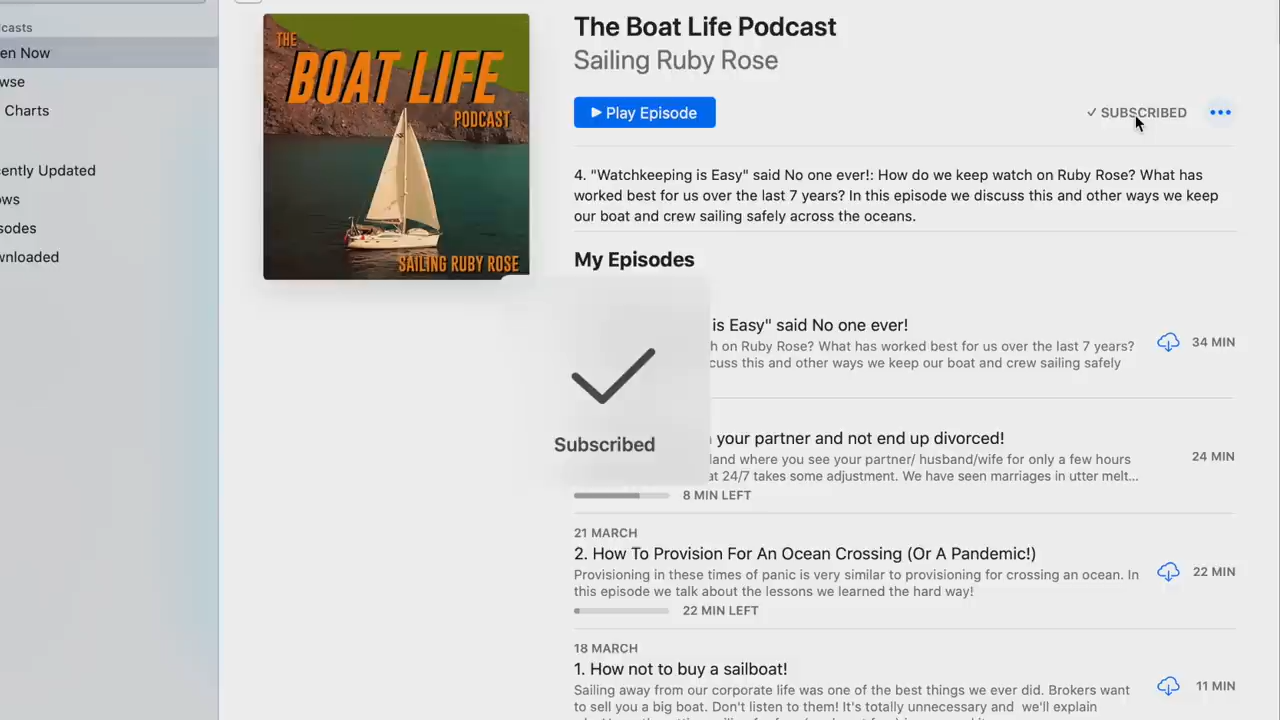 casts
en Now
wse
Charts
ently Updated
ws
sodes
wnloaded
THE
BOAT LIFE
PODCAST
SAILING RUBY ROSE
The Boat Life Podcast
Sailing Ruby Rose
Play Episode
✓ SUBSCRIBED
4. "Watchkeeping is Easy" said No one ever!: How do we keep watch on Ruby Rose? What has
worked best for us over the last 7 years? In this episode we discuss this and other ways we keep
our boat and crew sailing safely across the oceans.
My Episodes
is Easy" said No one ever!
h on Ruby Rose? What has worked best for us over the last 7 years?
cuss this and other ways we keep our boat and crew sailing safely
34 MIN
Subscribed
your partner and not end up divorced!
land where you see your partner/ husband/wife for only a few hours
at 24/7 takes some adjustment. We have seen marriages in utter melt...
8 MIN LEFT
24 MIN
21 MARCH
2. How To Provision For An Ocean Crossing (Or A Pandemic!)
Provisioning in these times of panic is very similar to provisioning for crossing an ocean. In
this episode we talk about the lessons we learned the hard way!
22 MIN LEFT
22 MIN
18 MARCH
1. How not to buy a sailboat!
Sailing away from our corporate life was one of the best things we ever did. Brokers want
to sell you a big boat. Don't listen to them! It's totally unnecessary and we'll explain
11 MIN